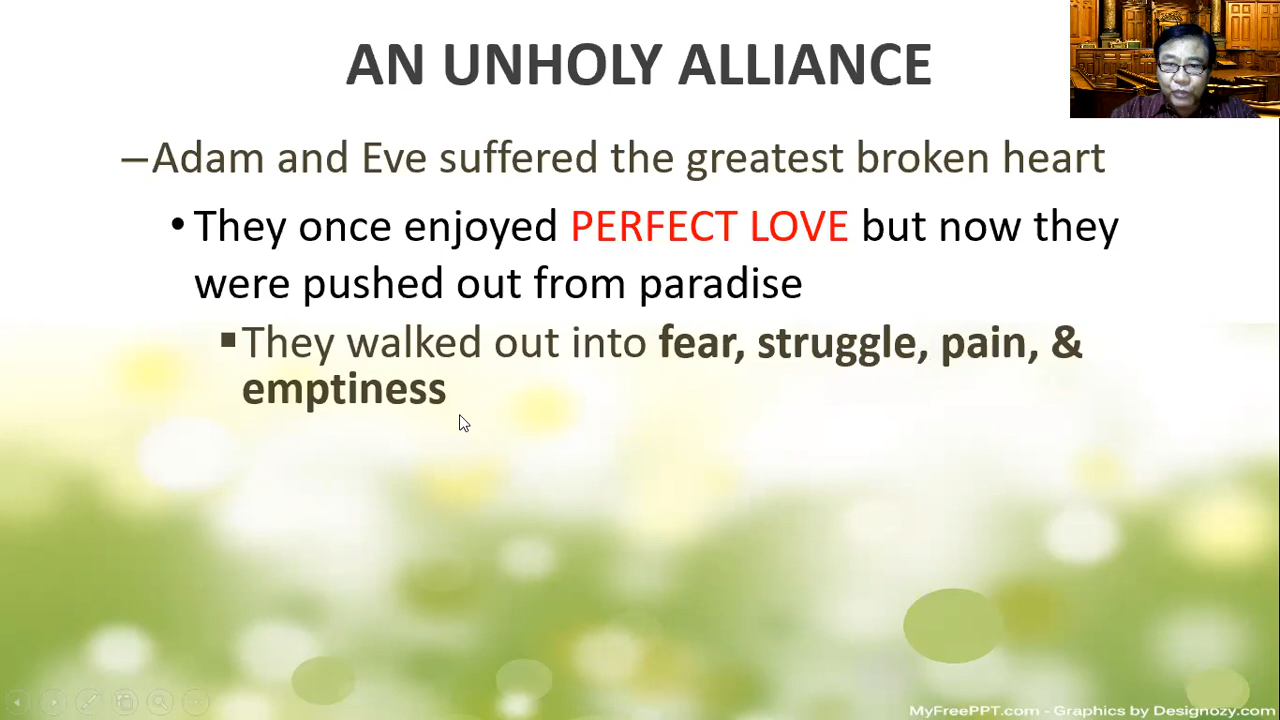 AN UNHOLY ALLIANCE
–Adam and Eve suffered the greatest broken heart
• They once enjoyed PERFECT LOVE but now they
were pushed out from paradise
▪ They walked out into fear, struggle, pain, &
emptiness
MyFreePPT.com - Graphics by Designozy.com